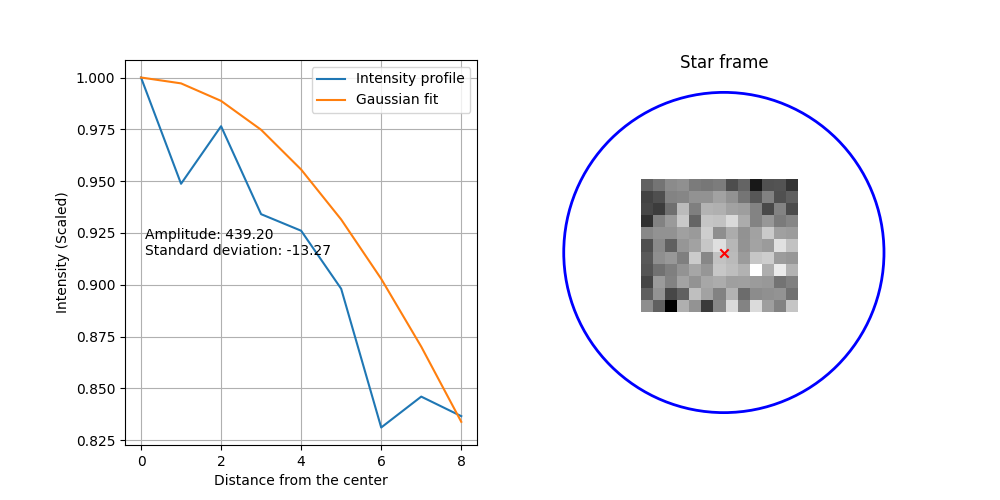 Star frame
1.000
0.975
0.950
0.925
0.900
0.875
0.850
0.825
Intensity (Scaled)
Intensity profile
Gaussian fit
Amplitude: 439.20
Standard deviation: -13.27
0 2 4 6 8
Distance from the center